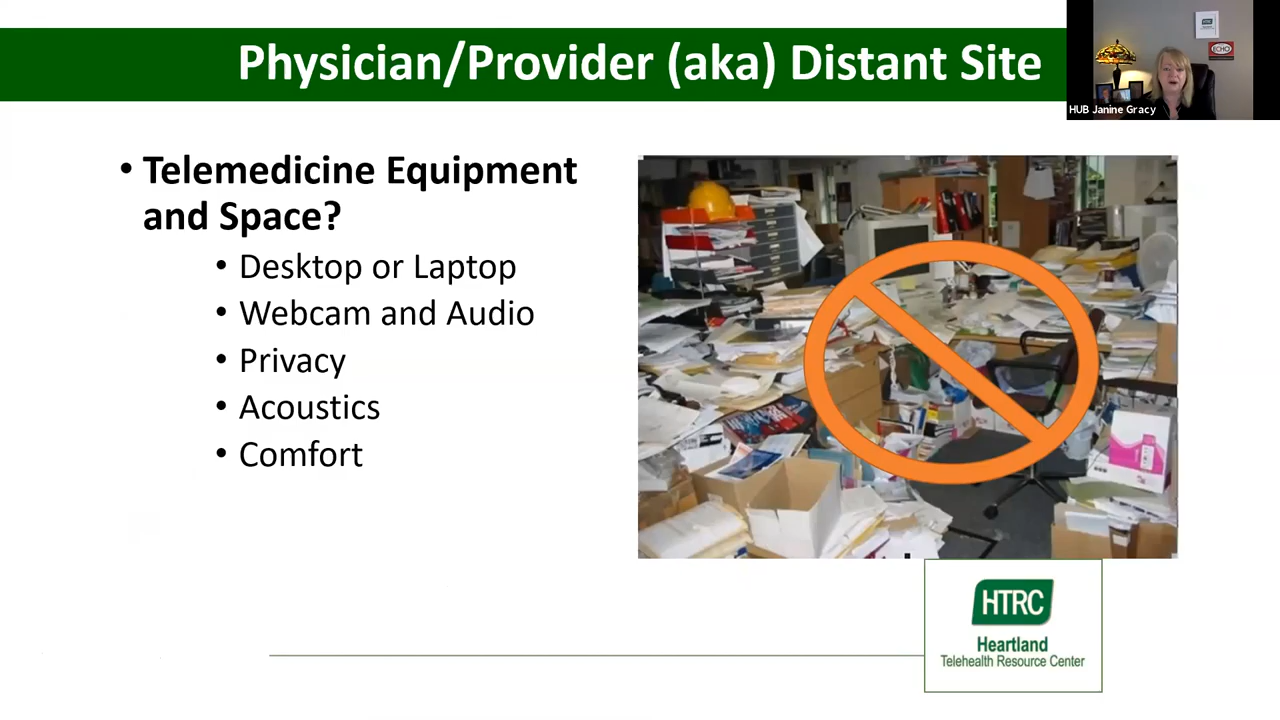 Physician/Provider (aka) Distant Site
HUB Janine Gracy
ECHO
• Telemedicine Equipment
and Space?
• Desktop or Laptop
• Webcam and Audio
• Privacy
• Acoustics
• Comfort
HTRC
Heartland
Telehealth Resource Center